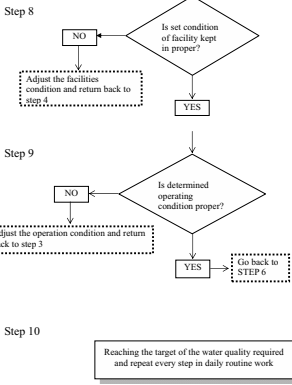 Step 8
Is set condition
of facility kept
in proper?
NO
Adjust the facilities
condition and return back to
step 4
YES
Step 9
Is determined
operating
condition proper?
NO
djust the operation condition and return
ck to step 3
YES
Go back to
STEP 6
Step 10
Reaching the target of the water quality required
and repeat every step in daily routine work